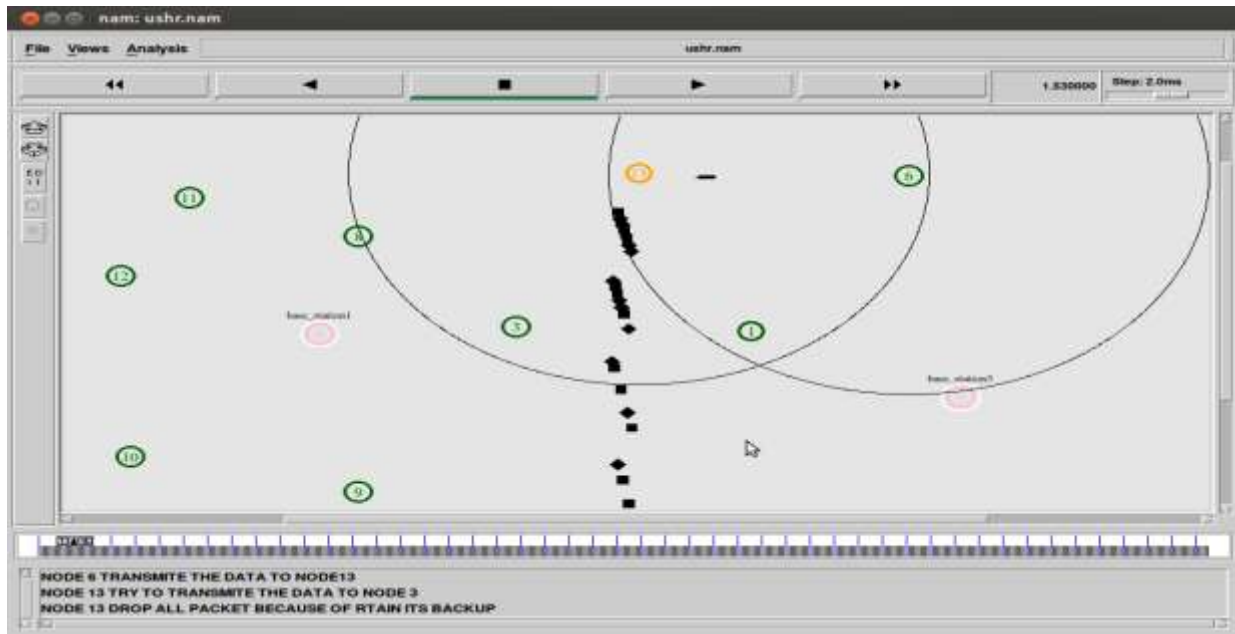 nam: ushr.nam
File Views Analysis ushr.nam
1.530000 Step: 2.0ms
6
11
8
12
3
1
10
9
NODE 6 TRANSMITE THE DATA TO NODE13
NODE 13 TRY TO TRANSMITE THE DATA TO NODE 3
NODE 13 DROP ALL PACKET BECAUSE OF RTAIN ITS BACKUP